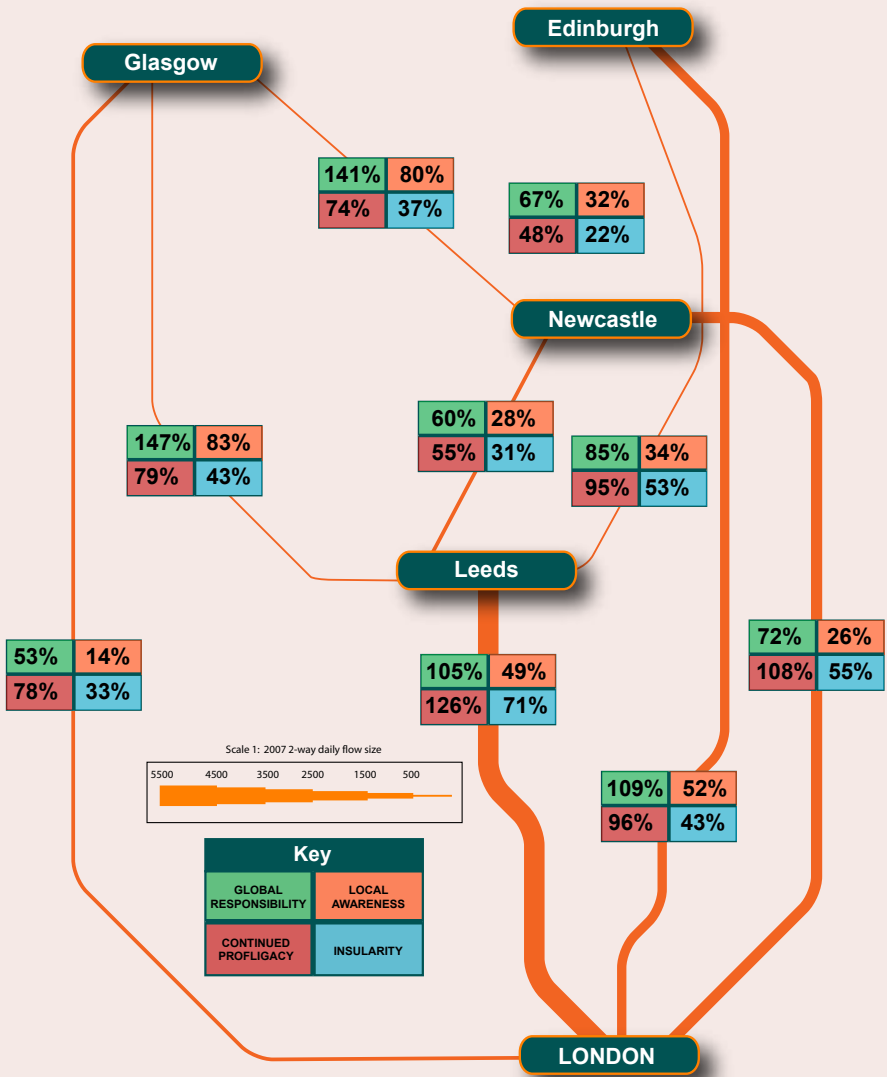 Edinburgh
Glasgow
141% 80%
74% 37%
67% 32%
48% 22%
Newcastle
60% 28%
55% 31%
147% 83%
79% 43%
85% 34%
95% 53%
Leeds
53% 14%
78% 33%
105% 49%
126% 71%
72% 26%
108% 55%
Scale 1: 2007 2-way daily flow size
5500 4500 3500 2500 1500 500
109% 52%
96% 43%
Key
GLOBAL
RESPONSIBILITY
LOCAL
AWARENESS
CONTINUED
PROFLIGACY
INSULARITY
LONDON